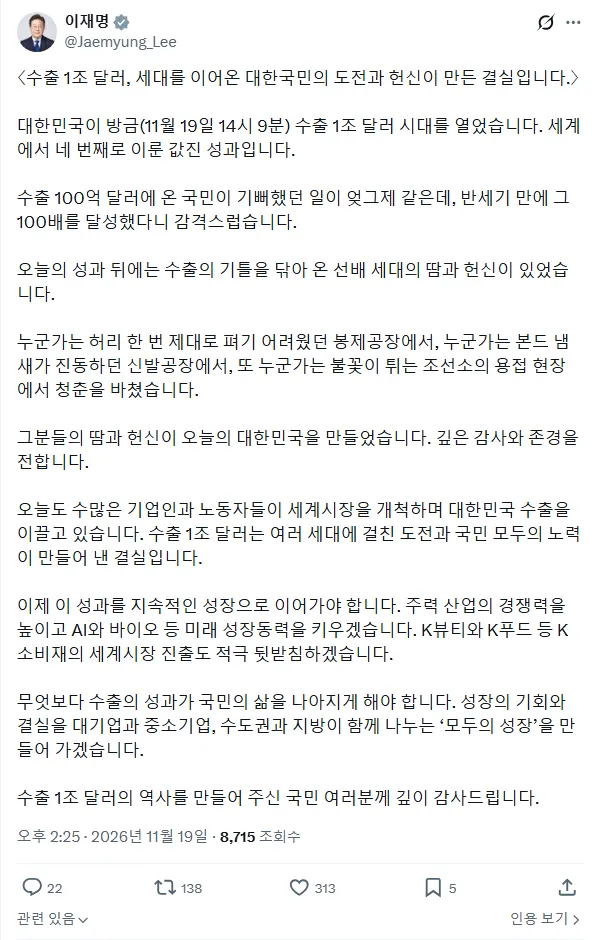 이재명
@Jaemyung_Lee
〈수출 1조 달러, 세대를 이어온 대한국민의 도전과 헌신이 만든 결실입니다.〉
대한민국이 방금(11월 19일 14시 9분) 수출 1조 달러 시대를 열었습니다. 세계
에서 네 번째로 이룬 값진 성과입니다.
수출 100억 달러에 온 국민이 기뻐했던 일이 엊그제 같은데, 반세기 만에 그
100배를 달성했다니 감격스럽습니다.
오늘의 성과 뒤에는 수출의 기틀을 닦아 온 선배 세대의 땀과 헌신이 있었습
니다.
누군가는 허리 한 번 제대로 펴기 어려웠던 봉제공장에서, 누군가는 본드 냄
새가 진동하던 신발공장에서, 또 누군가는 불꽃이 튀는 조선소의 용접 현장
에서 청춘을 바쳤습니다.
그분들의 땀과 헌신이 오늘의 대한민국을 만들었습니다. 깊은 감사와 존경을
전합니다.
오늘도 수많은 기업인과 노동자들이 세계시장을 개척하며 대한민국 수출을
이끌고 있습니다. 수출 1조 달러는 여러 세대에 걸친 도전과 국민 모두의 노력
이 만들어 낸 결실입니다.
이제 이 성과를 지속적인 성장으로 이어가야 합니다. 주력 산업의 경쟁력을
높이고 AI와 바이오 등 미래 성장동력을 키우겠습니다. K뷰티와 K푸드 등 K
소비재의 세계시장 진출도 적극 뒷받침하겠습니다.
무엇보다 수출의 성과가 국민의 삶을 나아지게 해야 합니다. 성장의 기회와
결실을 대기업과 중소기업, 수도권과 지방이 함께 나누는 ‘모두의 성장’을 만
들어 가겠습니다.
수출 1조 달러의 역사를 만들어 주신 국민 여러분께 깊이 감사드립니다.
오후 2:25 · 2026년 11월 19일 · 8,715 조회수
22 138 313 5
관련 있음 인용 보기